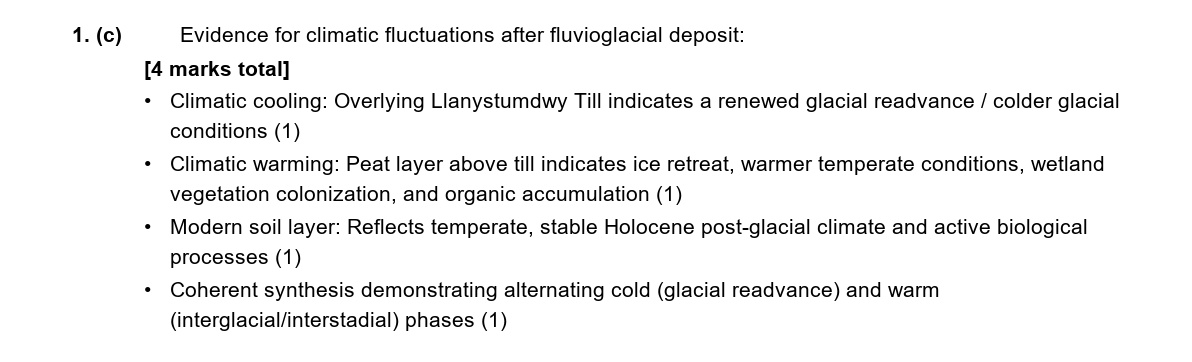 1. (c) Evidence for climatic fluctuations after fluvioglacial deposit:
[4 marks total]
• Climatic cooling: Overlying Llanystumdwy Till indicates a renewed glacial readvance / colder glacial
conditions (1)
• Climatic warming: Peat layer above till indicates ice retreat, warmer temperate conditions, wetland
vegetation colonization, and organic accumulation (1)
• Modern soil layer: Reflects temperate, stable Holocene post-glacial climate and active biological
processes (1)
• Coherent synthesis demonstrating alternating cold (glacial readvance) and warm
(interglacial/interstadial) phases (1)